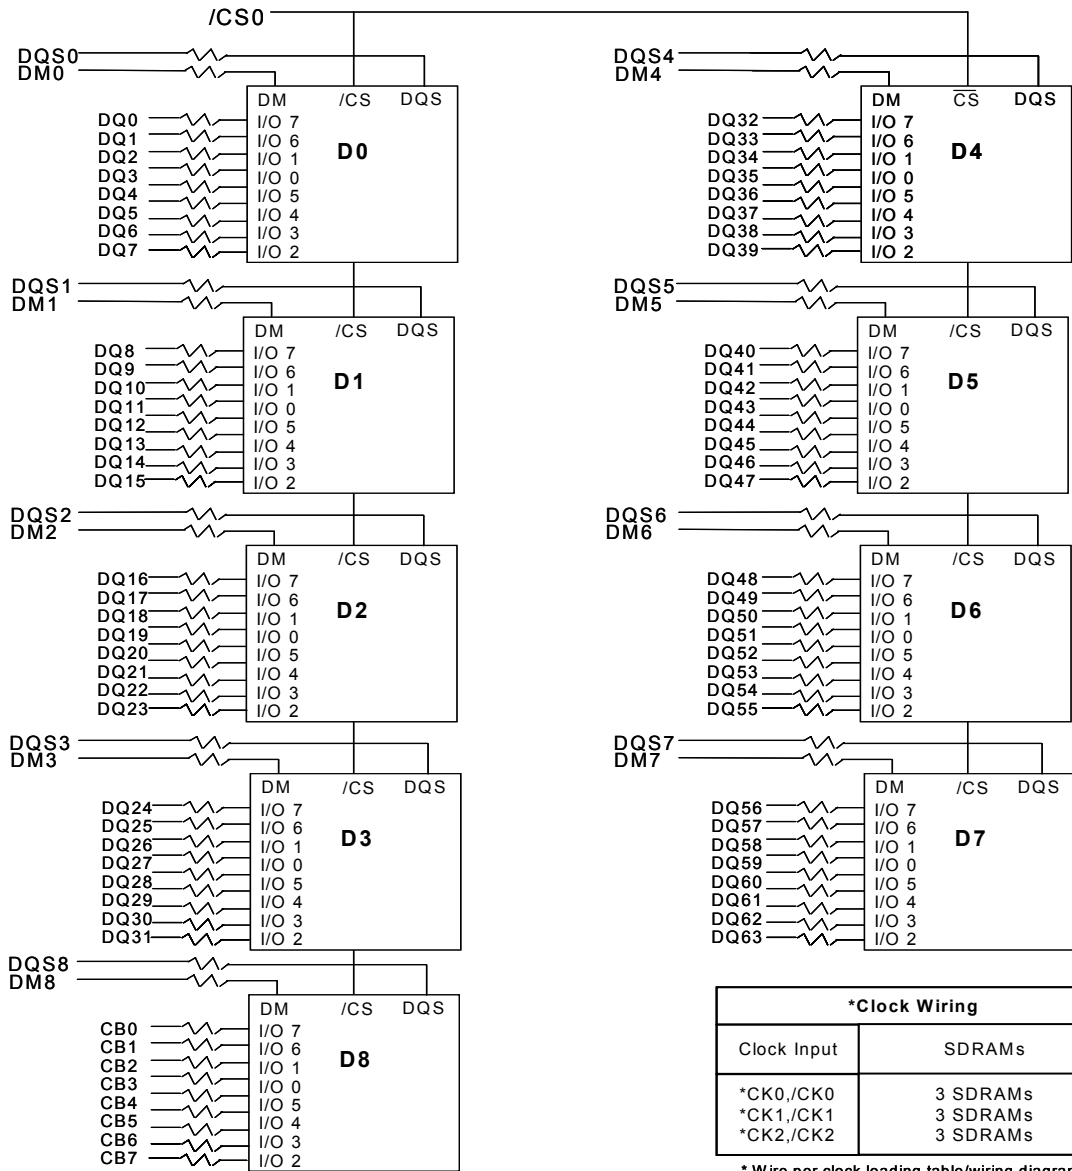 /CS0
DQS0
DM0
DM /CS DQS
DQ0 I/O 7
DQ1 I/O 6
DQ2 I/O 1
DQ3 I/O 0
DQ4 I/O 5
DQ5 I/O 4
DQ6 I/O 3
DQ7 I/O 2
D0
DQS1
DM1
DM /CS DQS
DQ8 I/O 7
DQ9 I/O 6
DQ10 I/O 1
DQ11 I/O 0
DQ12 I/O 5
DQ13 I/O 4
DQ14 I/O 3
DQ15 I/O 2
D1
DQS2
DM2
DM /CS DQS
DQ16 I/O 7
DQ17 I/O 6
DQ18 I/O 1
DQ19 I/O 0
DQ20 I/O 5
DQ21 I/O 4
DQ22 I/O 3
DQ23 I/O 2
D2
DQS3
DM3
DM /CS DQS
DQ24 I/O 7
DQ25 I/O 6
DQ26 I/O 1
DQ27 I/O 0
DQ28 I/O 5
DQ29 I/O 4
DQ30 I/O 3
DQ31 I/O 2
D3
DQS8
DM8
DM /CS DQS
CB0 I/O 7
CB1 I/O 6
CB2 I/O 1
CB3 I/O 0
CB4 I/O 5
CB5 I/O 4
CB6 I/O 3
CB7 I/O 2
D8
DQS4
DM4
DM CS DQS
DQ32 I/O 7
DQ33 I/O 6
DQ34 I/O 1
DQ35 I/O 0
DQ36 I/O 5
DQ37 I/O 4
DQ38 I/O 3
DQ39 I/O 2
D4
DQS5
DM5
DM /CS DQS
DQ40 I/O 7
DQ41 I/O 6
DQ42 I/O 1
DQ43 I/O 0
DQ44 I/O 5
DQ45 I/O 4
DQ46 I/O 3
DQ47 I/O 2
D5
DQS6
DM6
DM /CS DQS
DQ48 I/O 7
DQ49 I/O 6
DQ50 I/O 1
DQ51 I/O 0
DQ52 I/O 5
DQ53 I/O 4
DQ54 I/O 3
DQ55 I/O 2
D6
DQS7
DM7
DM /CS DQS
DQ56 I/O 7
DQ57 I/O 6
DQ58 I/O 1
DQ59 I/O 0
DQ60 I/O 5
DQ61 I/O 4
DQ62 I/O 3
DQ63 I/O 2
D7
*Clock Wiring
Clock Input SDRAMs
*CK0,/CK0 3 SDRAMs
*CK1,/CK1 3 SDRAMs
*CK2,/CK2 3 SDRAMs
* Wire per clock loading table/wiring diagram